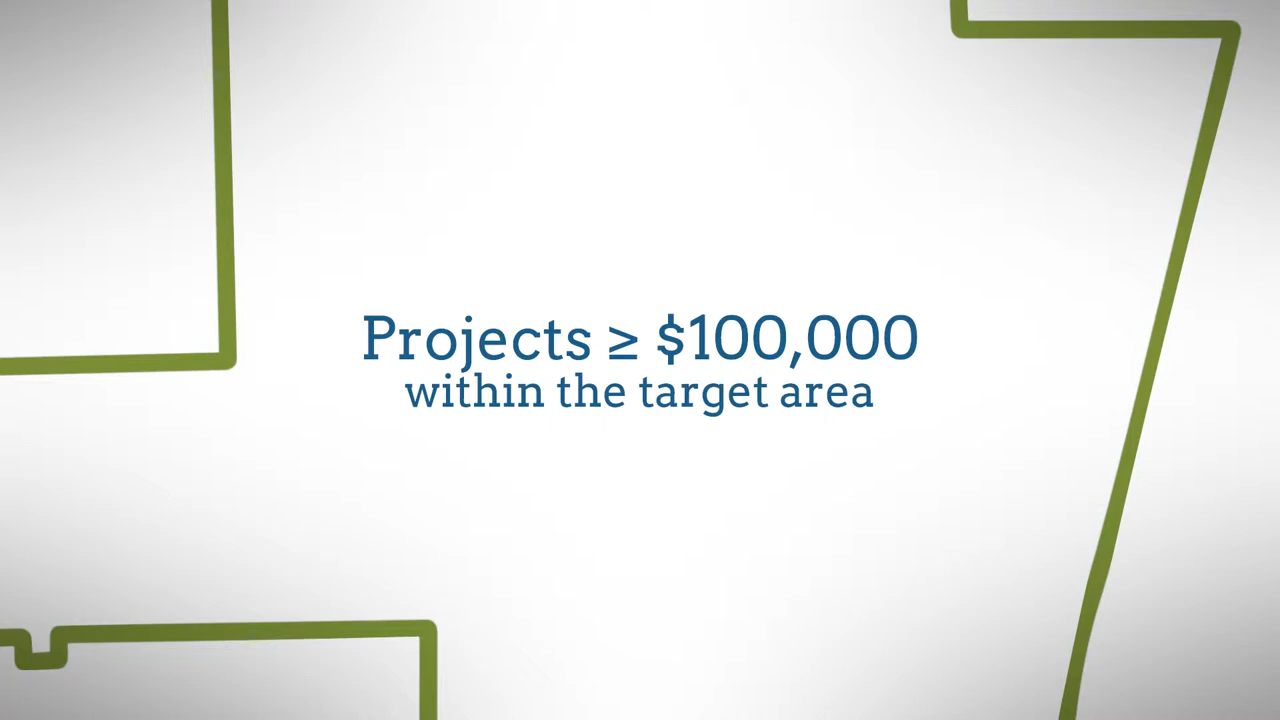 Projects ≥ $100,000
within the target area